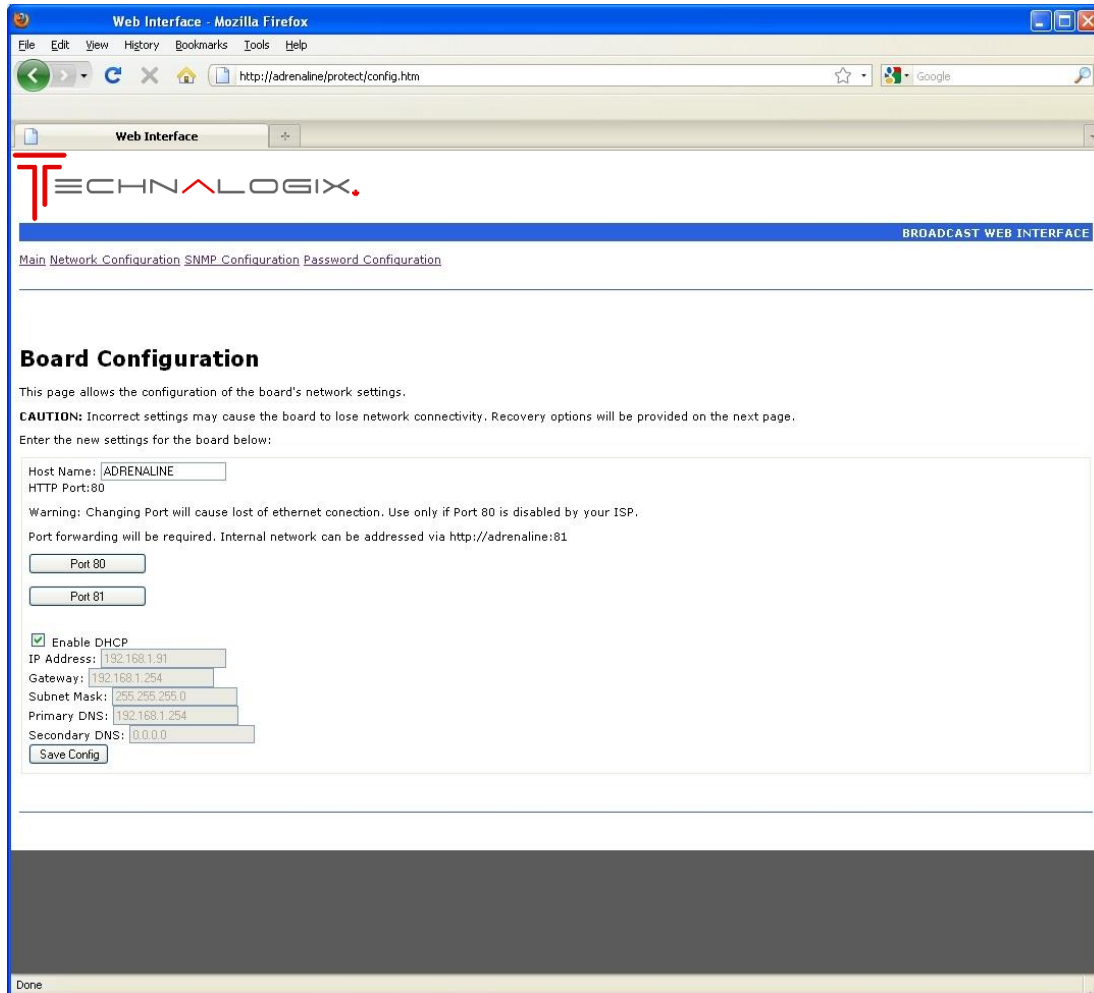 Web Interface - Mozilla Firefox
File Edit View History Bookmarks Tools Help
http://adrenaline/protect/config.htm
Google
Web Interface
TECHNALOGIX.
BROADCAST WEB INTERFACE
Main Network Configuration SNMP Configuration Password Configuration
Board Configuration
This page allows the configuration of the board's network settings.
CAUTION: Incorrect settings may cause the board to lose network connectivity. Recovery options will be provided on the next page.
Enter the new settings for the board below:
Host Name: ADRENALINE
HTTP Port:80
Warning: Changing Port will cause lost of ethernet conection. Use only if Port 80 is disabled by your ISP.
Port forwarding will be required. Internal network can be addressed via http://adrenaline:81
Port 80
Port 81
Enable DHCP
IP Address: 192.168.1.91
Gateway: 192.168.1.254
Subnet Mask: 255.255.255.0
Primary DNS: 192.168.1.254
Secondary DNS: 0.0.0.0
Save Config
Done